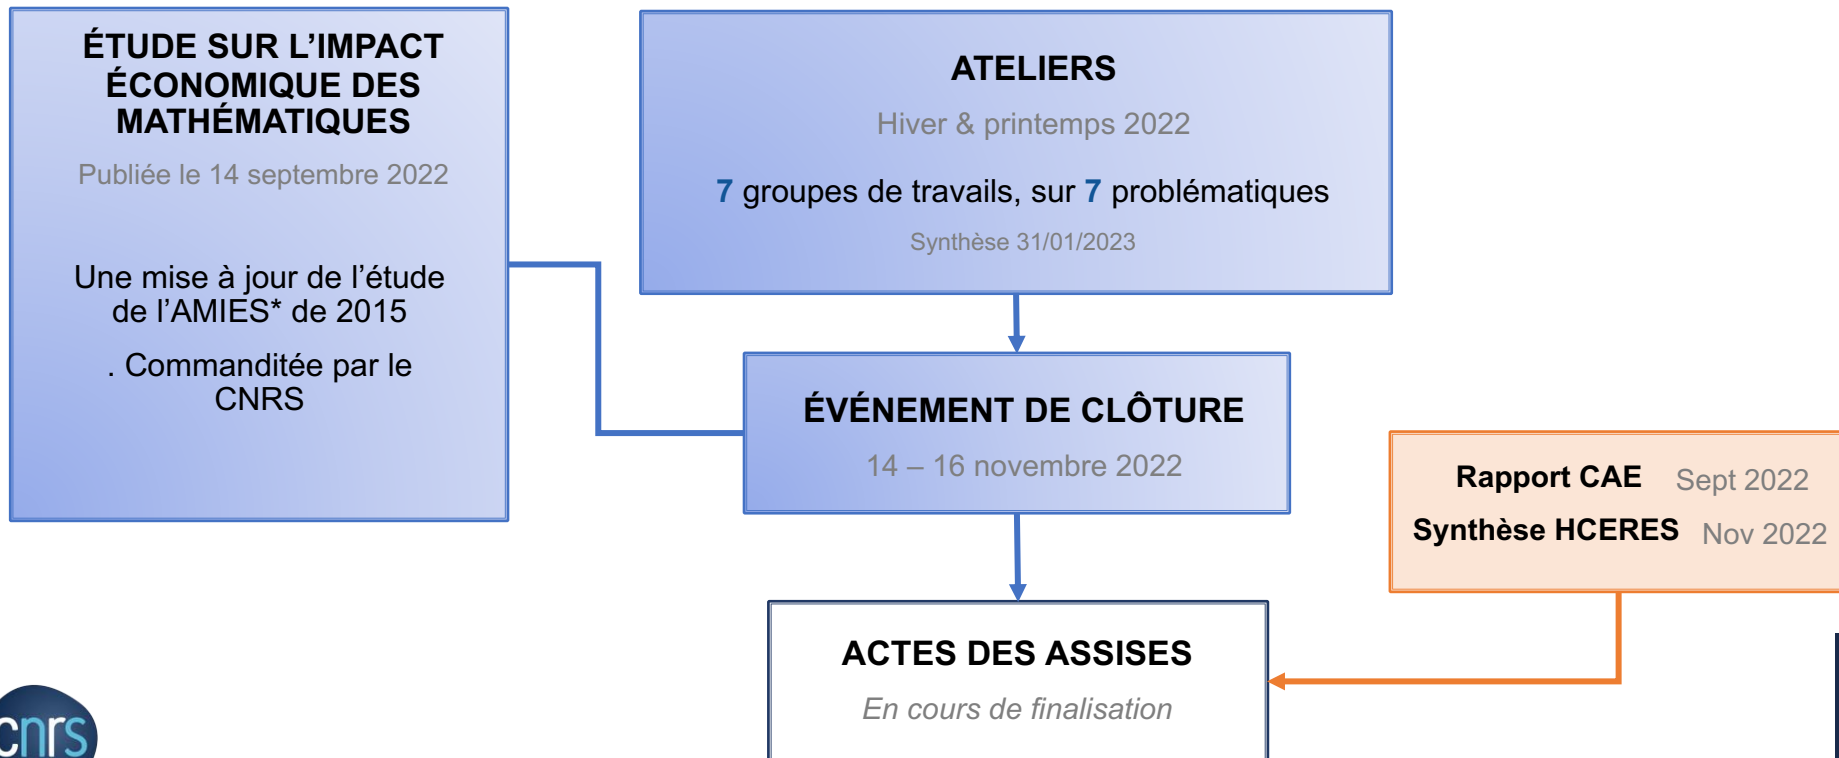 ÉTUDE SUR L’IMPACT
ÉCONOMIQUE DES
MATHÉMATIQUES
Publiée le 14 septembre 2022
Une mise à jour de l’étude
de l’AMIES* de 2015
. Commanditée par le
CNRS
ATELIERS
Hiver & printemps 2022
7 groupes de travails, sur 7 problématiques
Synthèse 31/01/2023
ÉVÉNEMENT DE CLÔTURE
14 – 16 novembre 2022
Rapport CAE Sept 2022
Synthèse HCERES Nov 2022
ACTES DES ASSISES
En cours de finalisation
cnrs